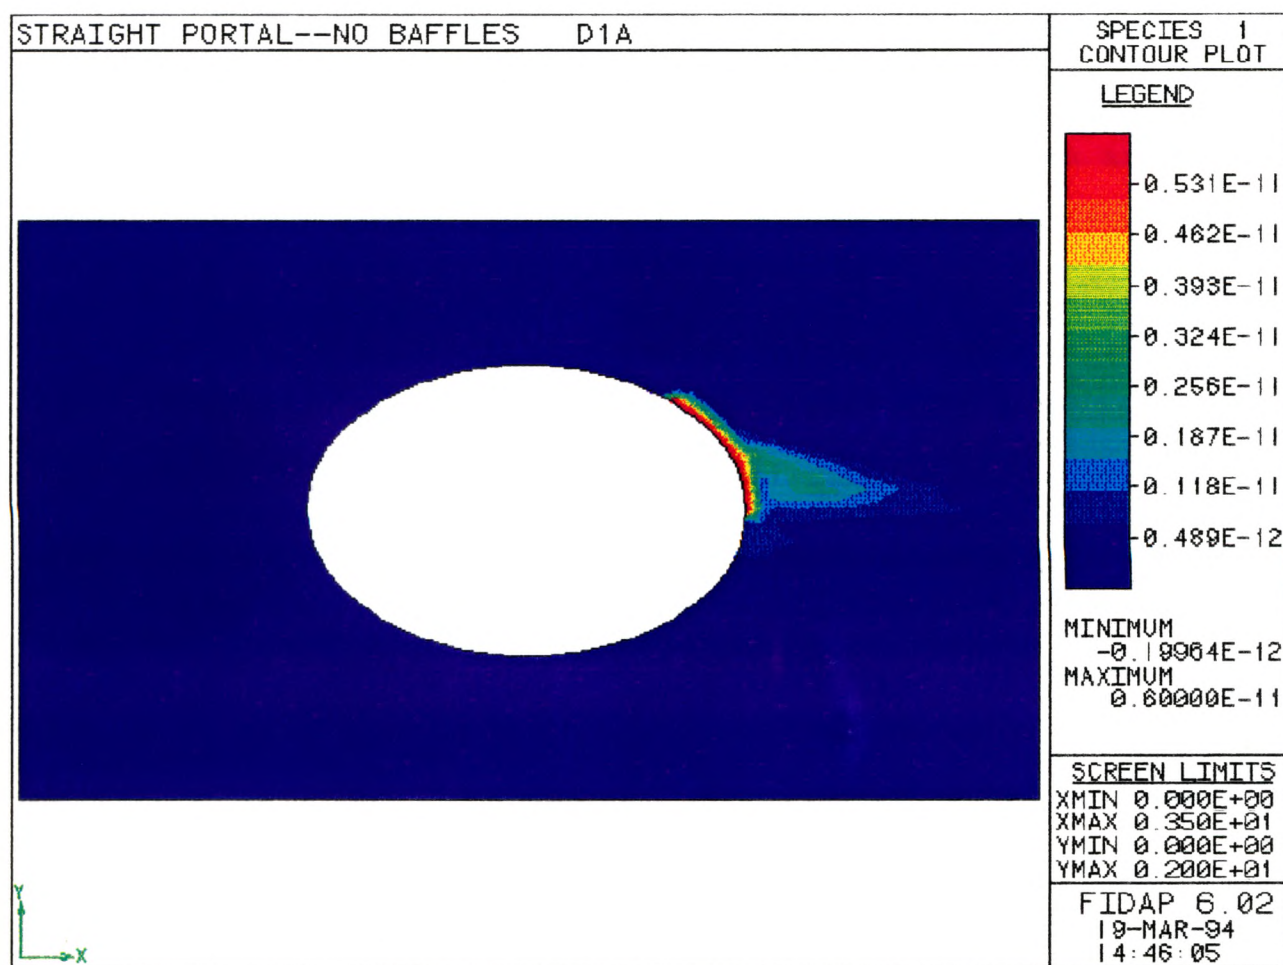 STRAIGHT PORTAL--NO BAFFLES D1A
SPECIES 1
CONTOUR PLOT
LEGEND
0.531E-11
0.462E-11
0.393E-11
0.324E-11
0.256E-11
0.187E-11
0.118E-11
0.489E-12
MINIMUM
-0.19964E-12
MAXIMUM
0.60000E-11
SCREEN LIMITS
XMIN 0.000E+00
XMAX 0.350E+01
YMIN 0.000E+00
YMAX 0.200E+01
FIDAP 6.02
19-MAR-94
14:46:05
Y
X